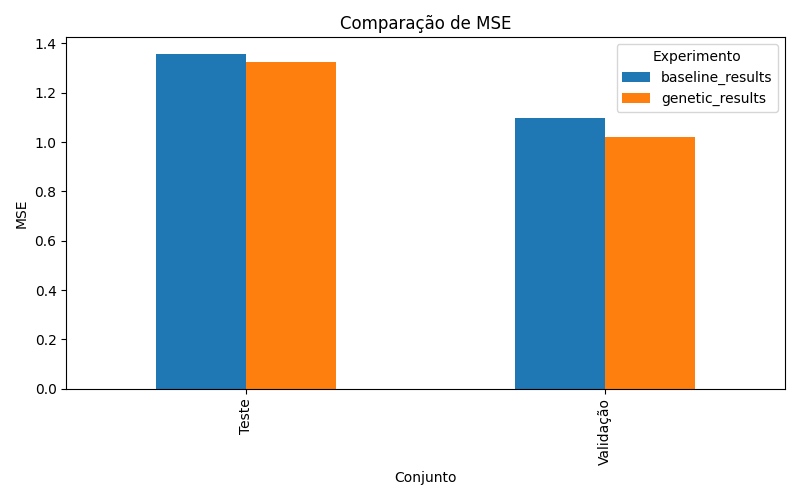 Comparação de MSE
Experimento
baseline_results
genetic_results
MSE
1.4
1.2
1.0
0.8
0.6
0.4
0.2
0.0
Teste
Validação
Conjunto